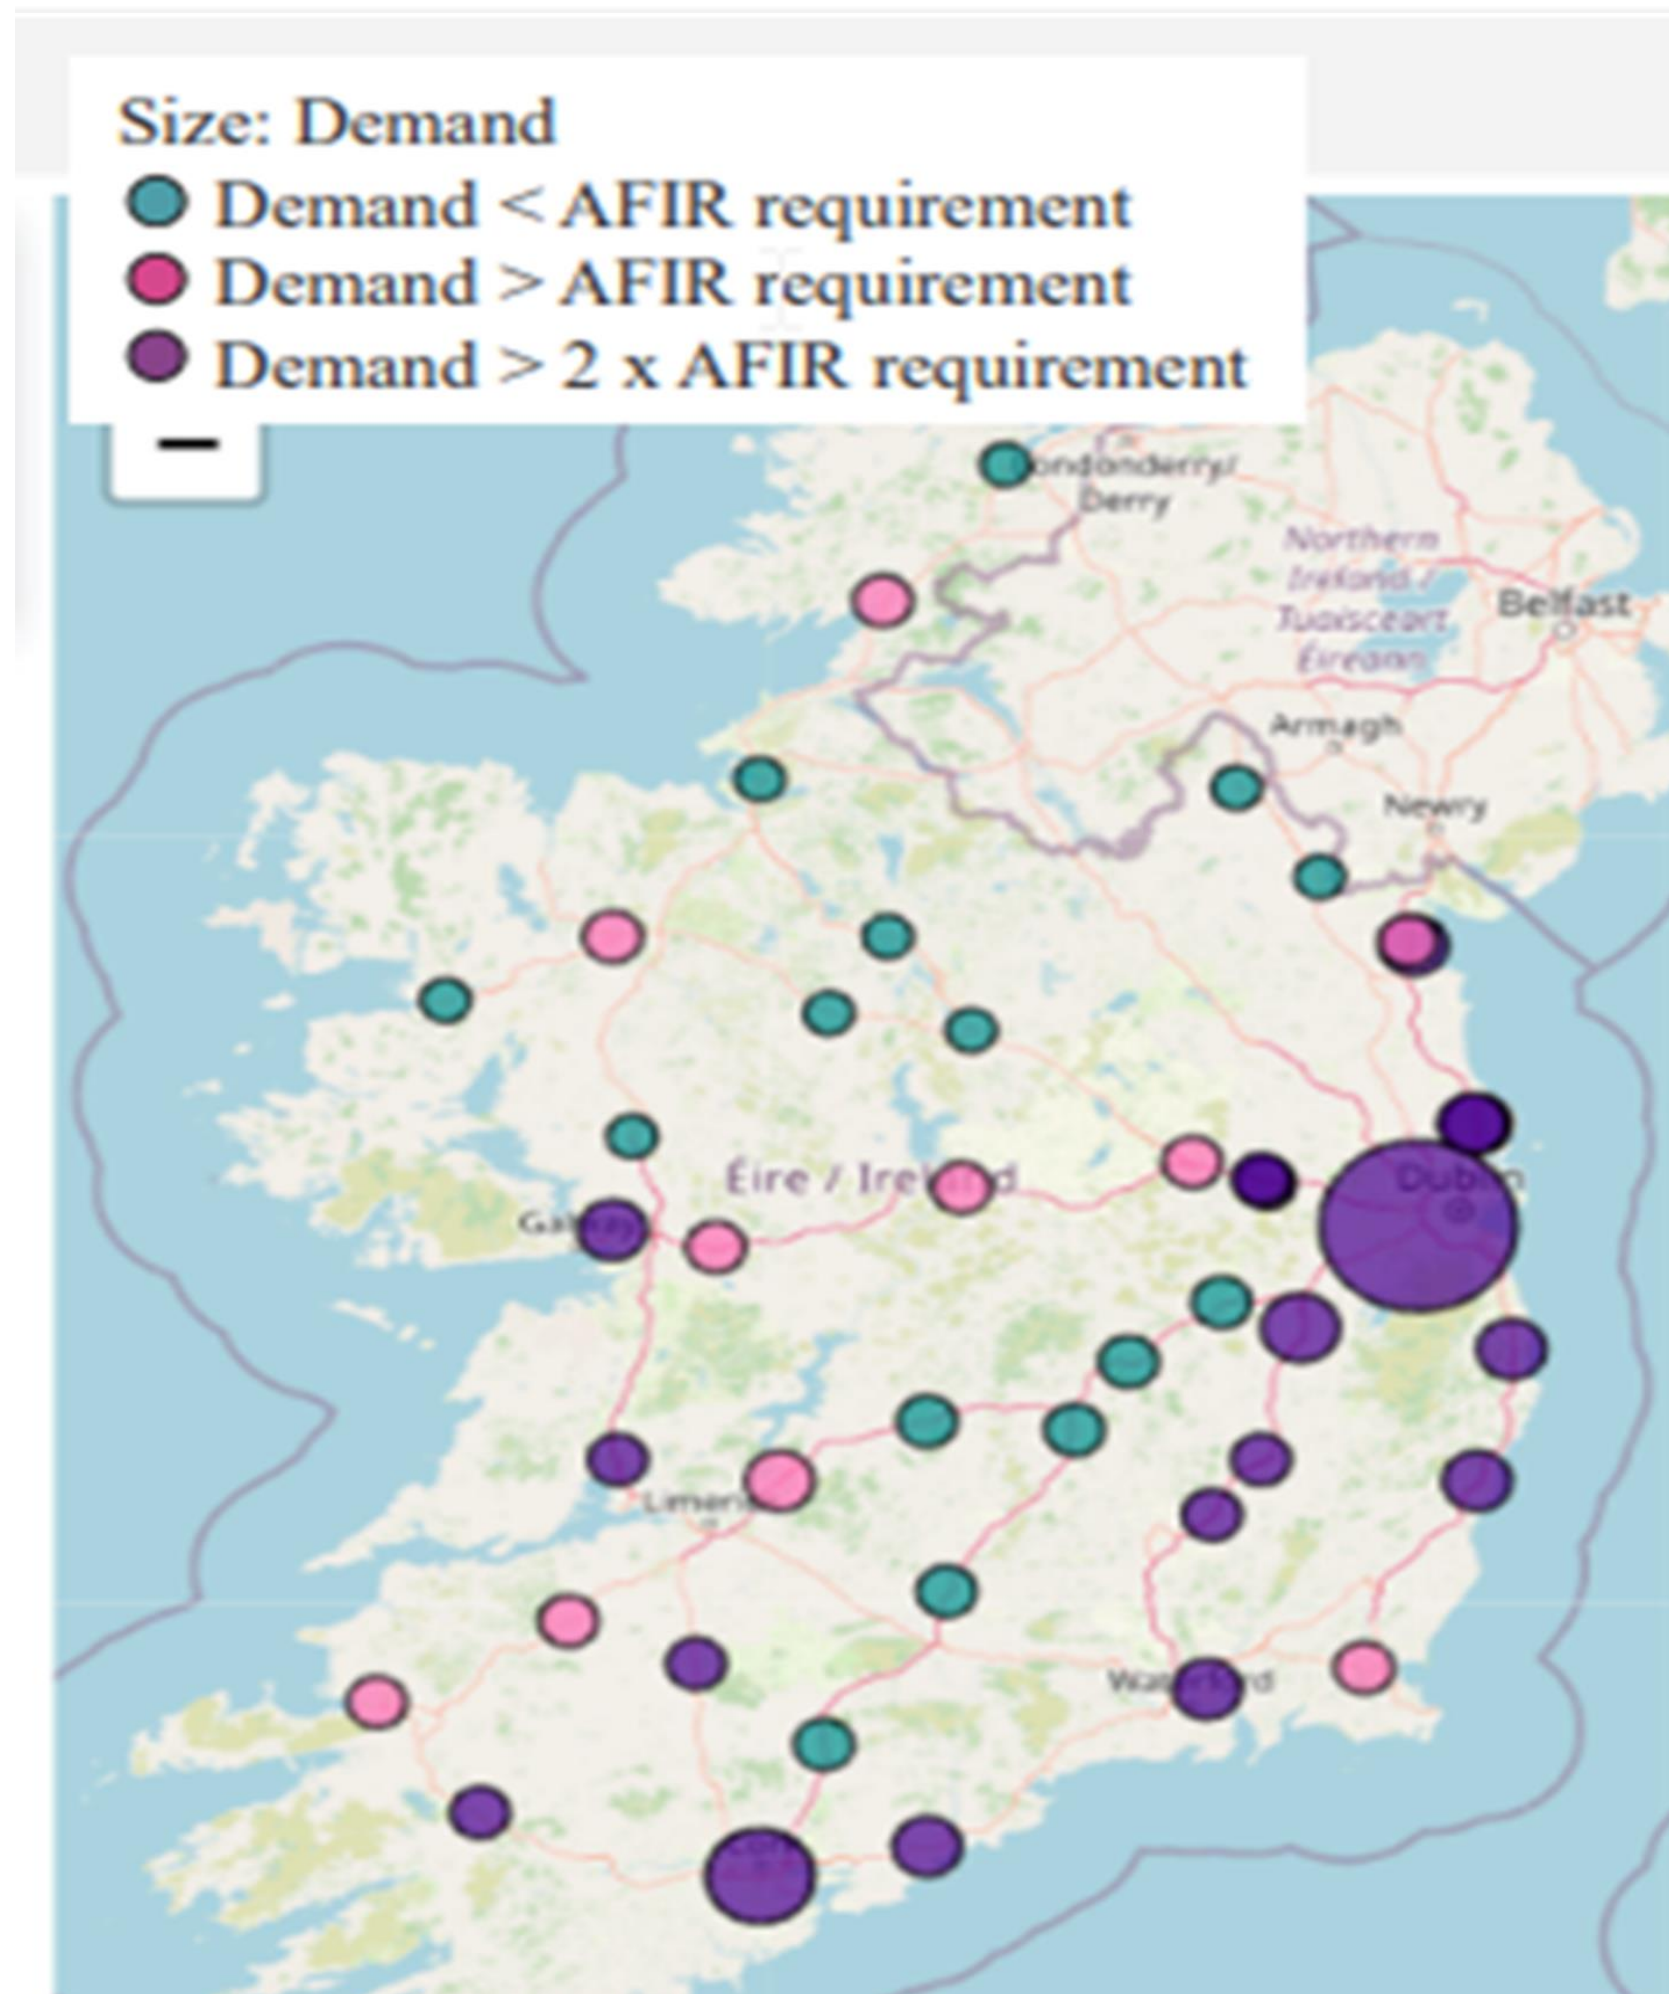 Size: Demand
Demand < AFIR requirement
Demand > AFIR requirement
Demand > 2 x AFIR requirement
−
Londonderry/
Derry
Northern
Ireland /
Tuaisceart
Éireann
Belfast
Armagh
Newry
Éire / Ireland
Dublin
Galway
Limerick
Waterford
Cork